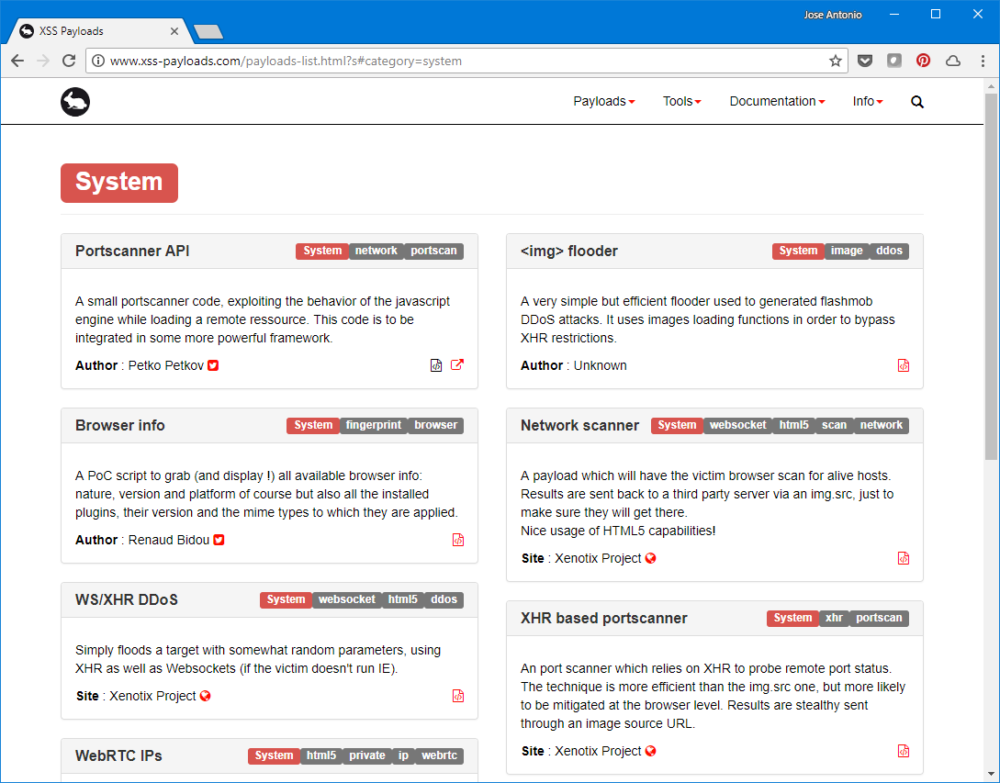 Jose Antonio
XSS Payloads
www.xss-payloads.com/payloads-list.html?s#category=system
Payloads Tools Documentation Info
System
Portscanner API System network portscan
A small portscanner code, exploiting the behavior of the javascript
engine while loading a remote ressource. This code is to be
integrated in some more powerful framework.
Author : Petko Petkov
Browser info System fingerprint browser
A PoC script to grab (and display !) all available browser info:
nature, version and platform of course but also all the installed
plugins, their version and the mime types to which they are applied.
Author : Renaud Bidou
WS/XHR DDoS System websocket html5 ddos
Simply floods a target with somewhat random parameters, using
XHR as well as Websockets (if the victim doesn't run IE).
Site : Xenotix Project
WebRTC IPs System html5 private ip webrtc
<img> flooder System image ddos
A very simple but efficient flooder used to generated flashmob
DDoS attacks. It uses images loading functions in order to bypass
XHR restrictions.
Author : Unknown
Network scanner System websocket html5 scan network
A payload which will have the victim browser scan for alive hosts.
Results are sent back to a third party server via an img.src, just to
make sure they will get there.
Nice usage of HTML5 capabilities!
Site : Xenotix Project
XHR based portscanner System xhr portscan
An port scanner which relies on XHR to probe remote port status.
The technique is more efficient than the img.src one, but more likely
to be mitigated at the browser level. Results are stealthy sent
through an image source URL.
Site : Xenotix Project